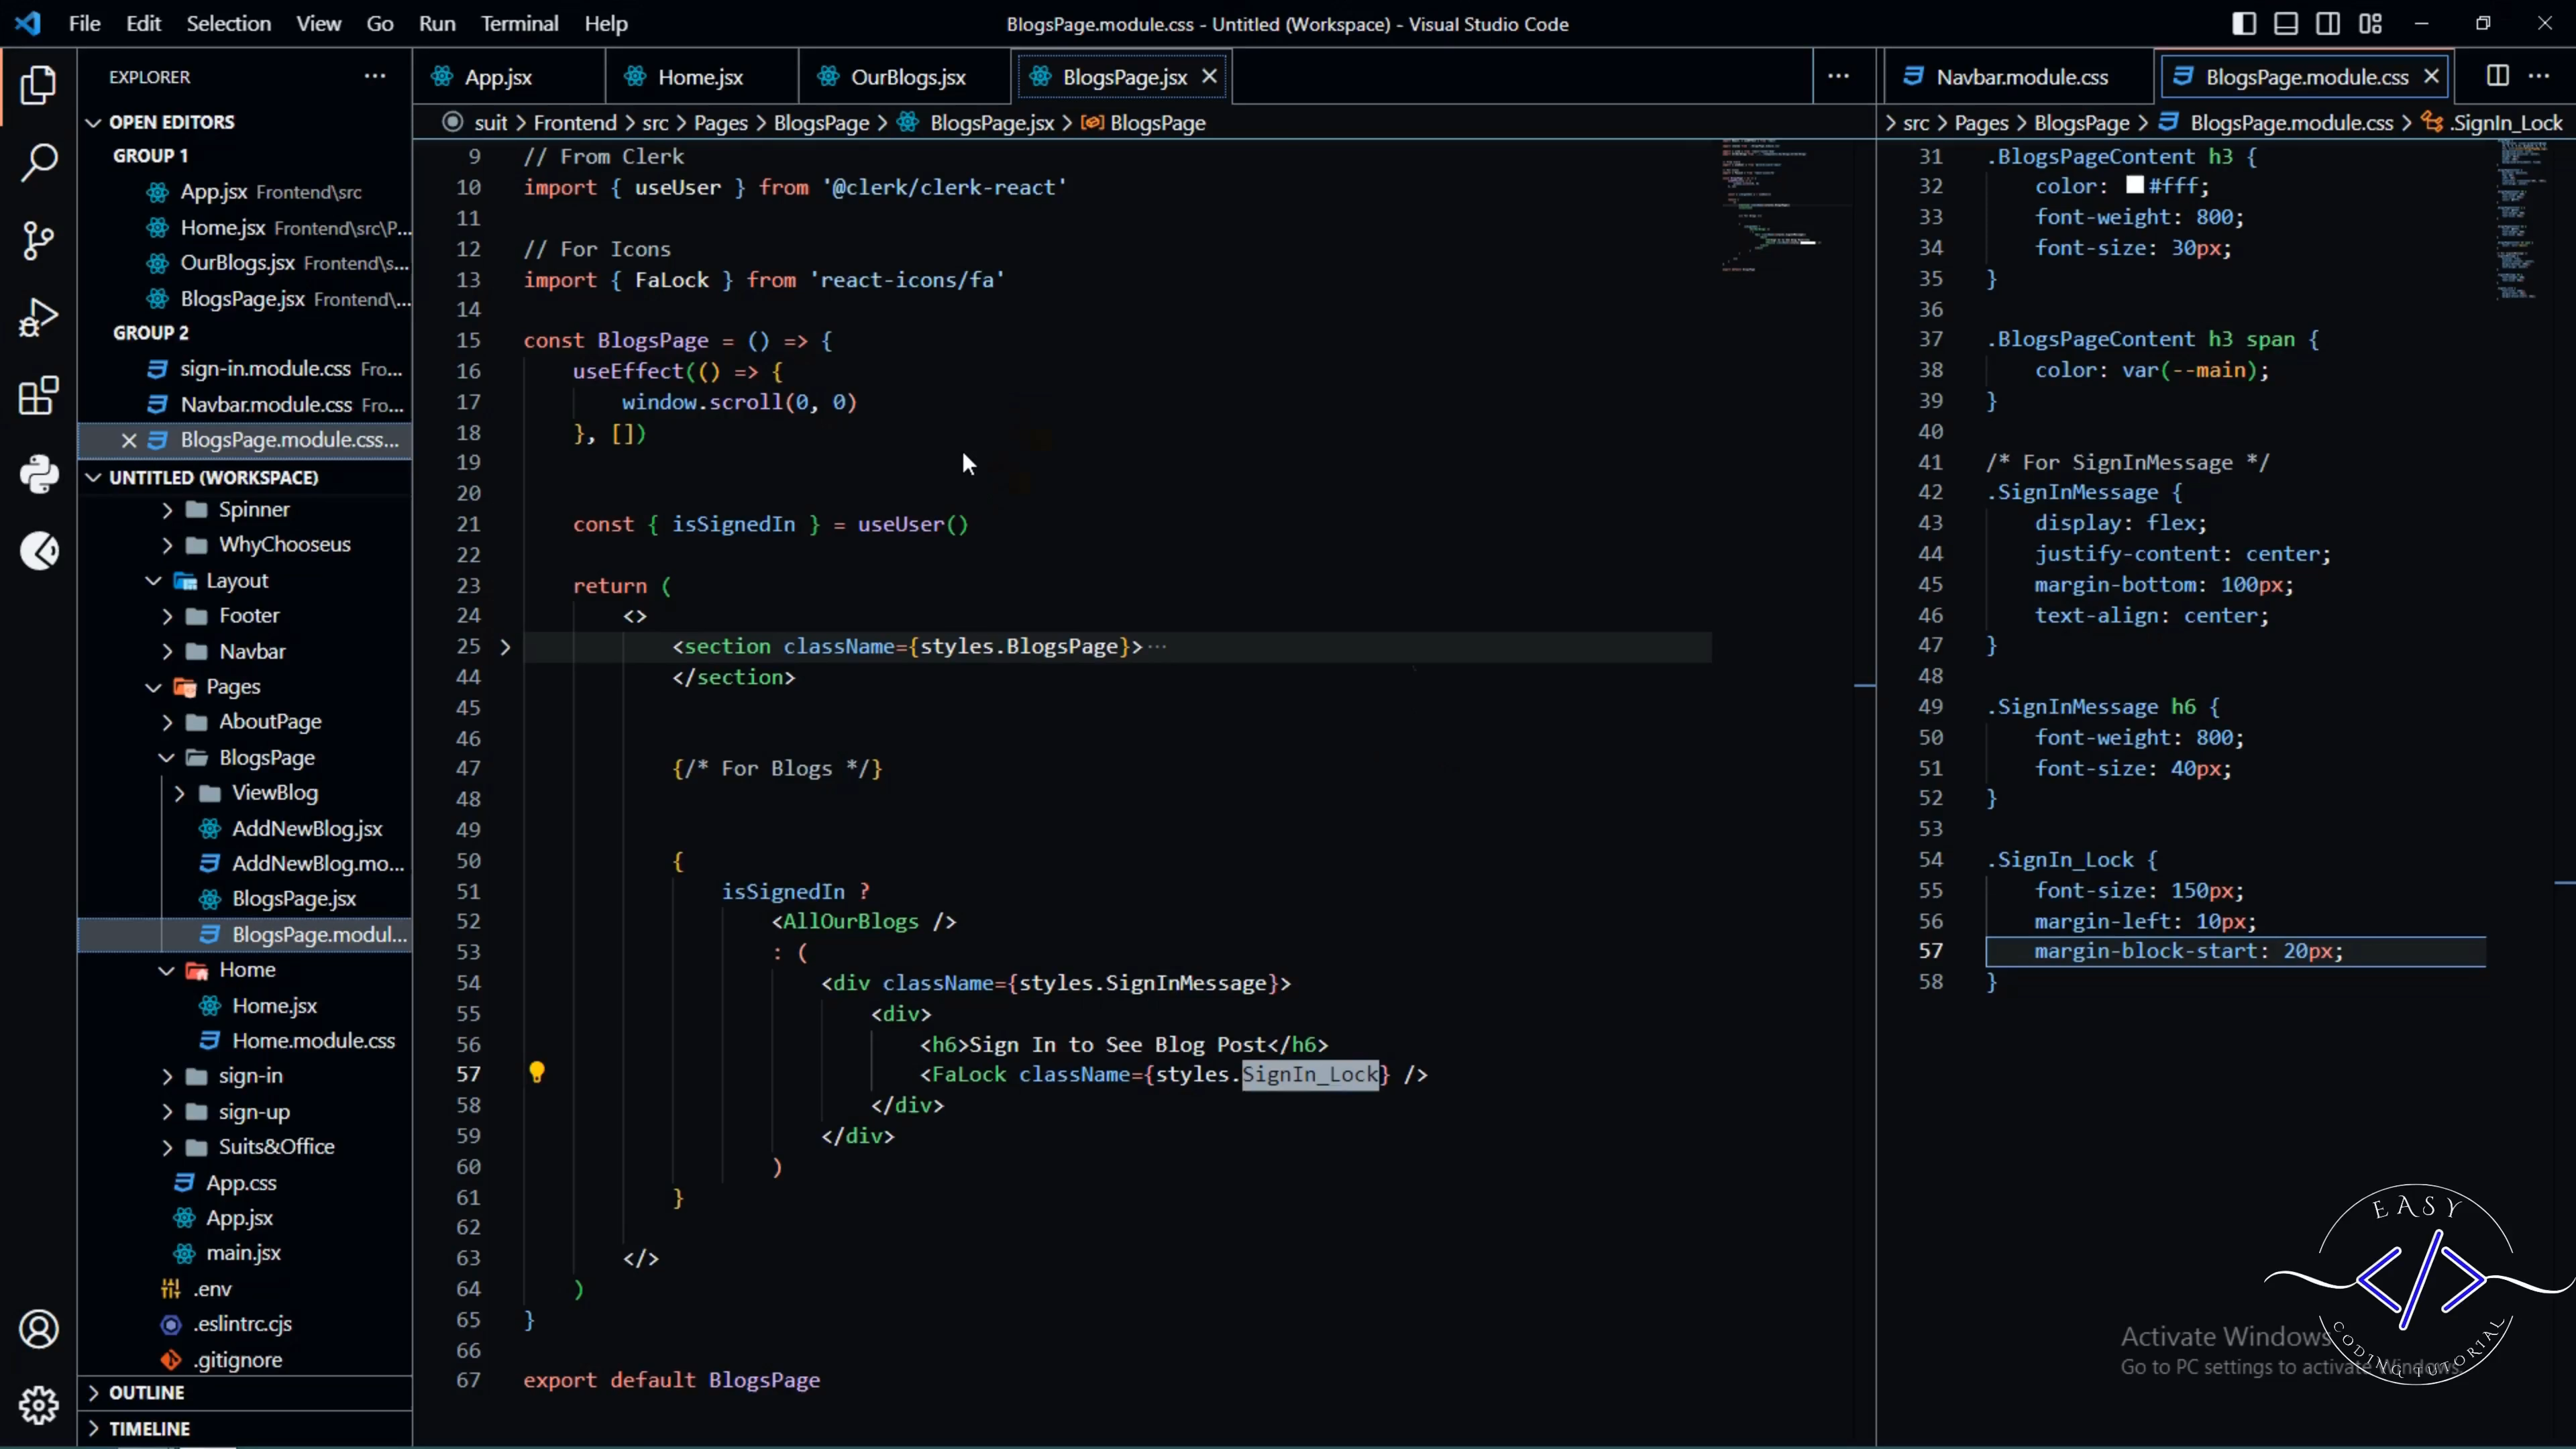 File Edit Selection View Go Run Terminal Help
BlogsPage.module.css - Untitled (Workspace) - Visual Studio Code
EXPLORER
OPEN EDITORS
GROUP 1
App.jsx Frontend\src
Home.jsx Frontend\src\P...
OurBlogs.jsx Frontend\s...
BlogsPage.jsx Frontend\...
GROUP 2
sign-in.module.css Fro...
Navbar.module.css Fro...
BlogsPage.module.css...
UNTITLED (WORKSPACE)
Spinner
WhyChooseus
Layout
Footer
Navbar
Pages
AboutPage
BlogsPage
ViewBlog
AddNewBlog.jsx
AddNewBlog.mo...
BlogsPage.jsx
BlogsPage.modul...
Home
Home.jsx
Home.module.css
sign-in
sign-up
Suits&Office
App.css
App.jsx
main.jsx
.env
.eslintrc.cjs
.gitignore
OUTLINE
TIMELINE
App.jsx Home.jsx OurBlogs.jsx BlogsPage.jsx
suit > Frontend > src > Pages > BlogsPage > BlogsPage.jsx > BlogsPage
9 // From Clerk
10 import { useUser } from '@clerk/clerk-react'
11
12 // For Icons
13 import { FaLock } from 'react-icons/fa'
14
15 const BlogsPage = () => {
16 useEffect(() => {
17 window.scroll(0, 0)
18 }, [])
19
20
21 const { isSignedIn } = useUser()
22
23 return (
24 <>
25 <section className={styles.BlogsPage}>...
44 </section>
45
46
47 {/* For Blogs */}
48
49
50 {
51 isSignedIn ?
52 <AllOurBlogs />
53 : (
54 <div className={styles.SignInMessage}>
55 <div>
56 <h6>Sign In to See Blog Post</h6>
57 <FaLock className={styles.SignIn_Lock} />
58 </div>
59 </div>
60 )
61 }
62
63 </>
64 )
65 }
66
67 export default BlogsPage
Navbar.module.css BlogsPage.module.css
> src > Pages > BlogsPage > BlogsPage.module.css > .SignIn_Lock
31 .BlogsPageContent h3 {
32 color: #fff;
33 font-weight: 800;
34 font-size: 30px;
35 }
36
37 .BlogsPageContent h3 span {
38 color: var(--main);
39 }
40
41 /* For SignInMessage */
42 .SignInMessage {
43 display: flex;
44 justify-content: center;
45 margin-bottom: 100px;
46 text-align: center;
47 }
48
49 .SignInMessage h6 {
50 font-weight: 800;
51 font-size: 40px;
52 }
53
54 .SignIn_Lock {
55 font-size: 150px;
56 margin-left: 10px;
57 margin-block-start: 20px;
58 }
EASY
</>
CODING TUTORIAL
Activate Windows
Go to PC settings to activate Windows.